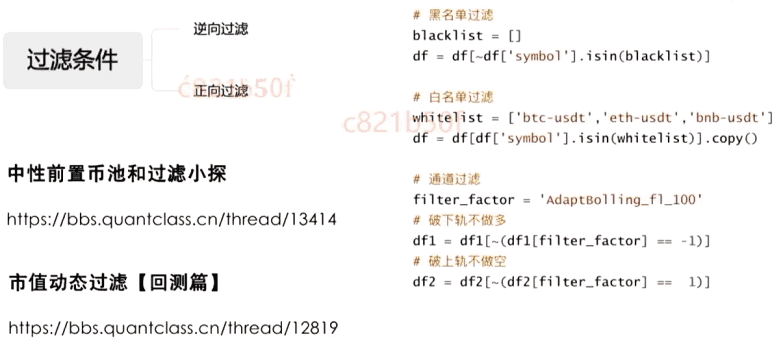 过滤条件
逆向过滤
正向过滤
c821b50f
中性前置币池和过滤小探
https://bbs.quantclass.cn/thread/13414
市值动态过滤【回测篇】
https://bbs.quantclass.cn/thread/12819
# 黑名单过滤
blacklist = []
df = df[~df['symbol'].isin(blacklist)]
# 白名单过滤
c821b50f
whitelist = ['btc-usdt','eth-usdt','bnb-usdt']
df = df[df['symbol'].isin(whitelist)].copy()
# 通道过滤
filter_factor = 'AdaptBolling_fl_100'
# 破下轨不做多
df1 = df1[~(df1[filter_factor] == -1)]
# 破上轨不做空
df2 = df2[~(df2[filter_factor] ==  1)]